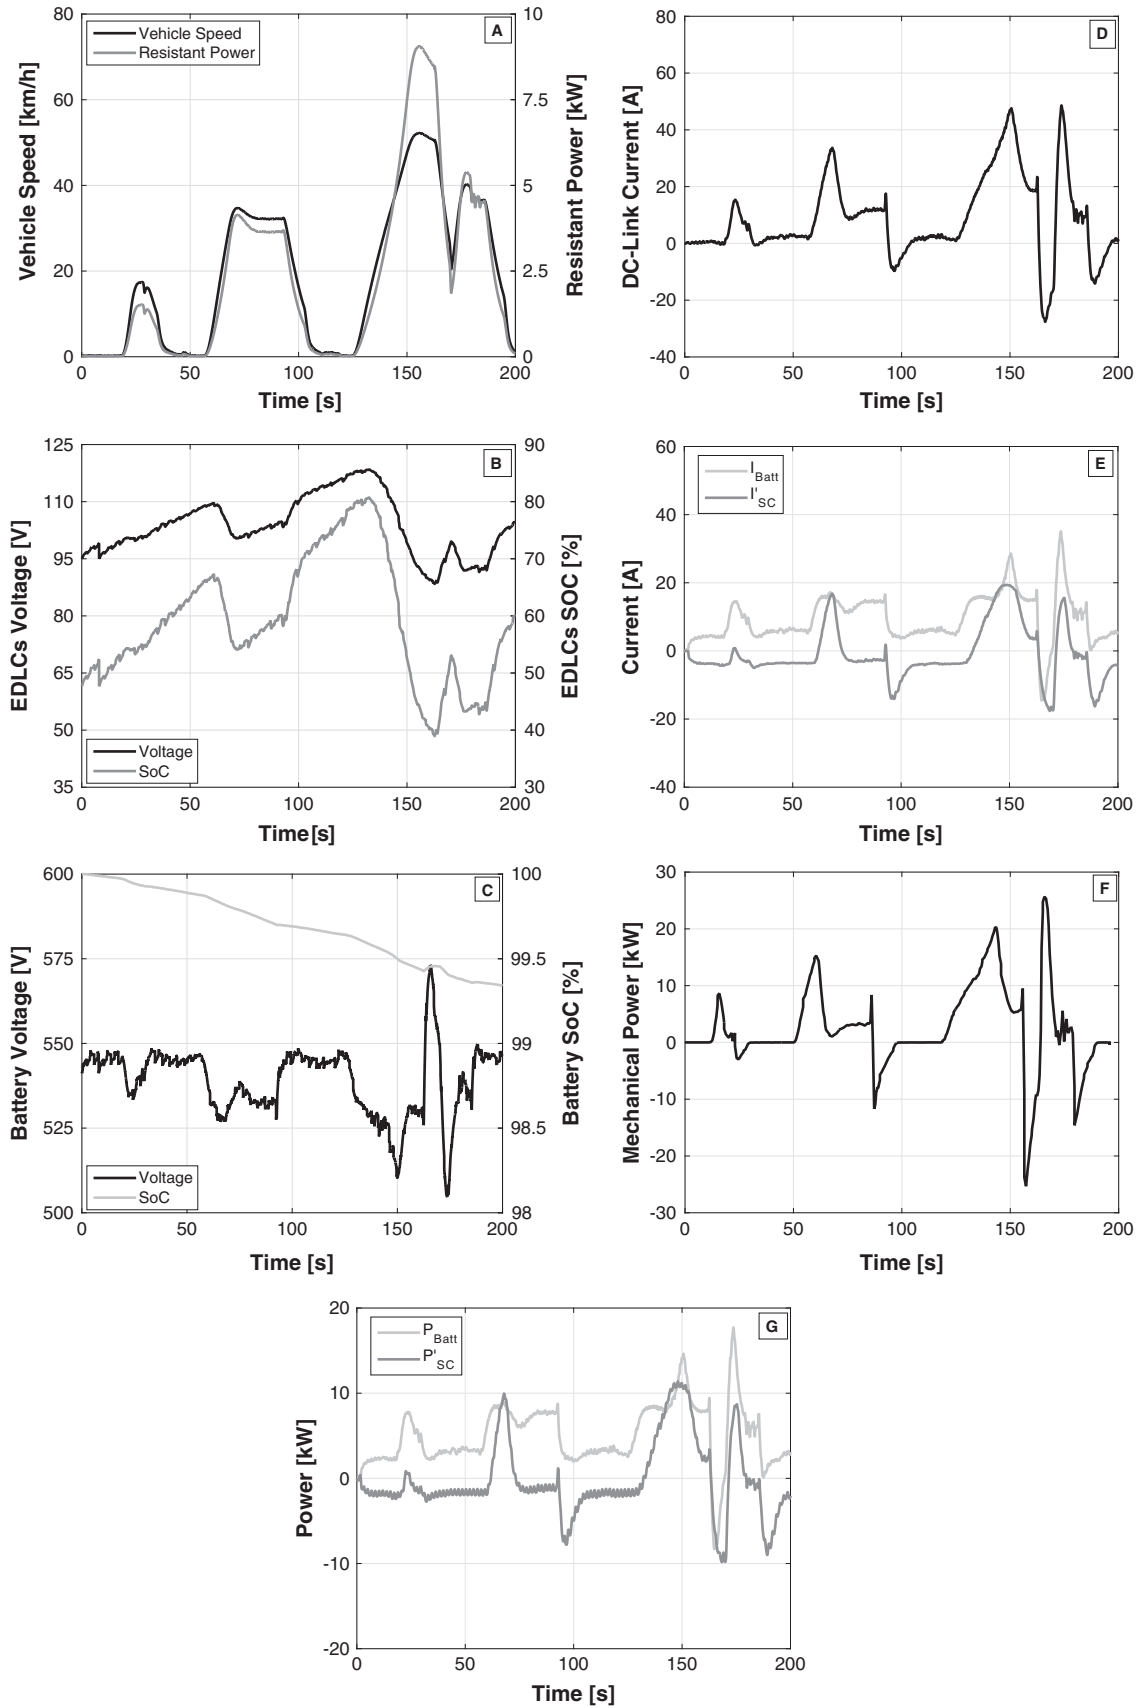 A
Vehicle Speed
Resistant Power
Vehicle Speed [km/h]
80
60
40
20
0
Resistant Power [kW]
10
7.5
5
2.5
0
0 50 100 150 200
Time [s]
D
DC-Link Current [A]
80
60
40
20
0
-20
-40
0 50 100 150 200
Time [s]
B
EDLCs Voltage [V]
125
110
95
80
65
50
35
EDLCs SOC [%]
90
80
70
60
50
40
30
Voltage
SoC
0 50 100 150 200
Time[s]
E
I Batt
I' SC
Current [A]
60
40
20
0
-20
-40
0 50 100 150 200
Time [s]
C
Battery Voltage [V]
600
575
550
525
500
Battery SoC [%]
100
99.5
99
98.5
98
Voltage
SoC
0 50 100 150 200
Time [s]
F
Mechanical Power [kW]
30
20
10
0
-10
-20
-30
0 50 100 150 200
Time [s]
G
P Batt
P' SC
Power [kW]
20
10
0
-10
-20
0 50 100 150 200
Time [s]